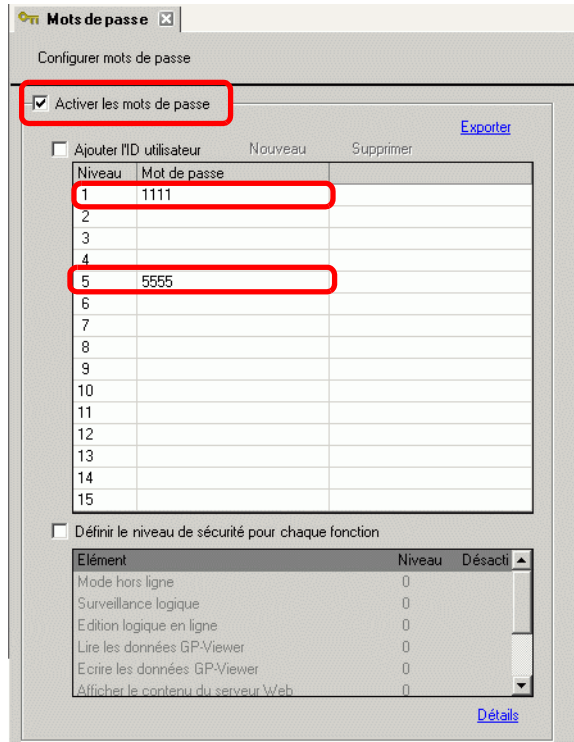 Mots de passe
Configurer mots de passe
Activer les mots de passe
Exporter
Ajouter l'ID utilisateur Nouveau Supprimer
Niveau Mot de passe
1 1111
2
3
4
5 5555
6
7
8
9
10
11
12
13
14
15
Définir le niveau de sécurité pour chaque fonction
Elément Niveau Désacti
Mode hors ligne 0
Surveillance logique 0
Edition logique en ligne 0
Lire les données GP-Viewer 0
Ecrire les données GP-Viewer 0
Afficher le contenu du serveur Web 0
Détails